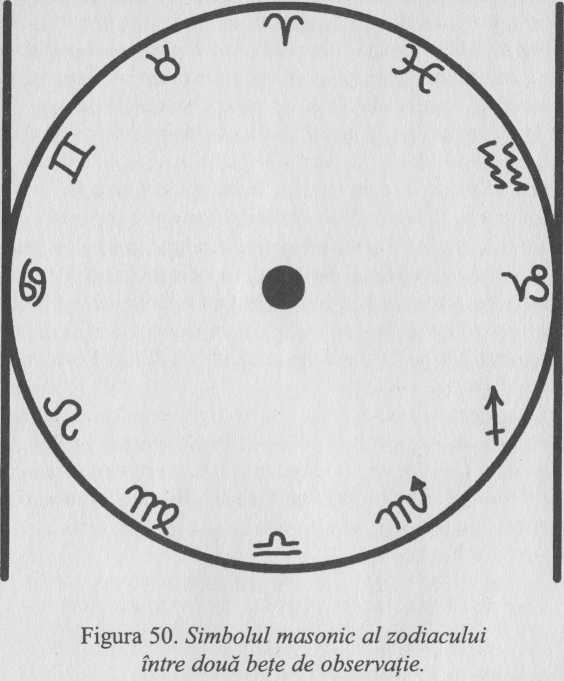 Figura 50. Simbolul masonic al zodiacului
între două bețe de observație.